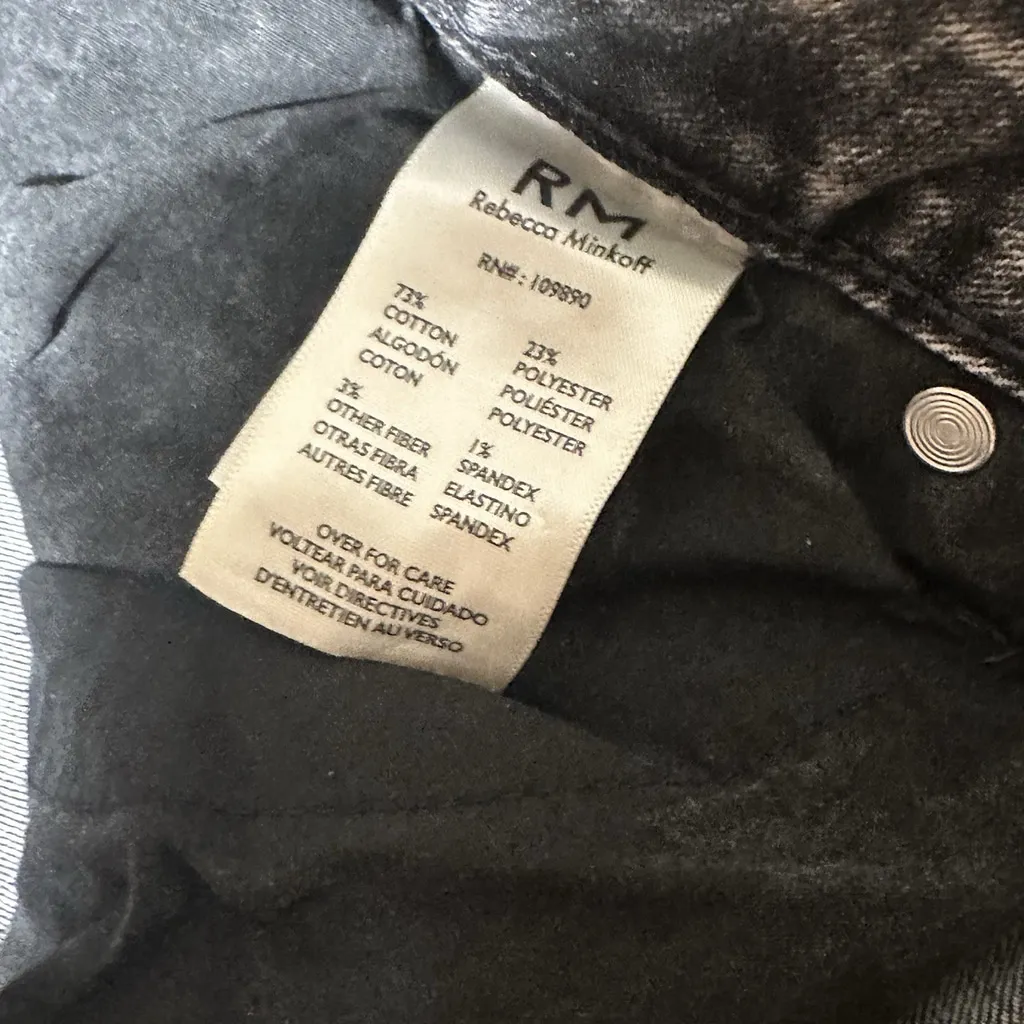 RM
Rebecca Minkoff
RN#: 109890
73%
COTTON
ALGODÓN
COTON
3%
OTHER FIBER
OTRAS FIBRA
AUTRES FIBRE
23%
POLYESTER
POLIÉSTER
POLYESTER
1%
SPANDEX
ELASTINO
SPANDEX
OVER FOR CARE
VOLTEAR PARA CUIDADO
VOIR DIRECTIVES
D'ENTRETIEN AU VERSO